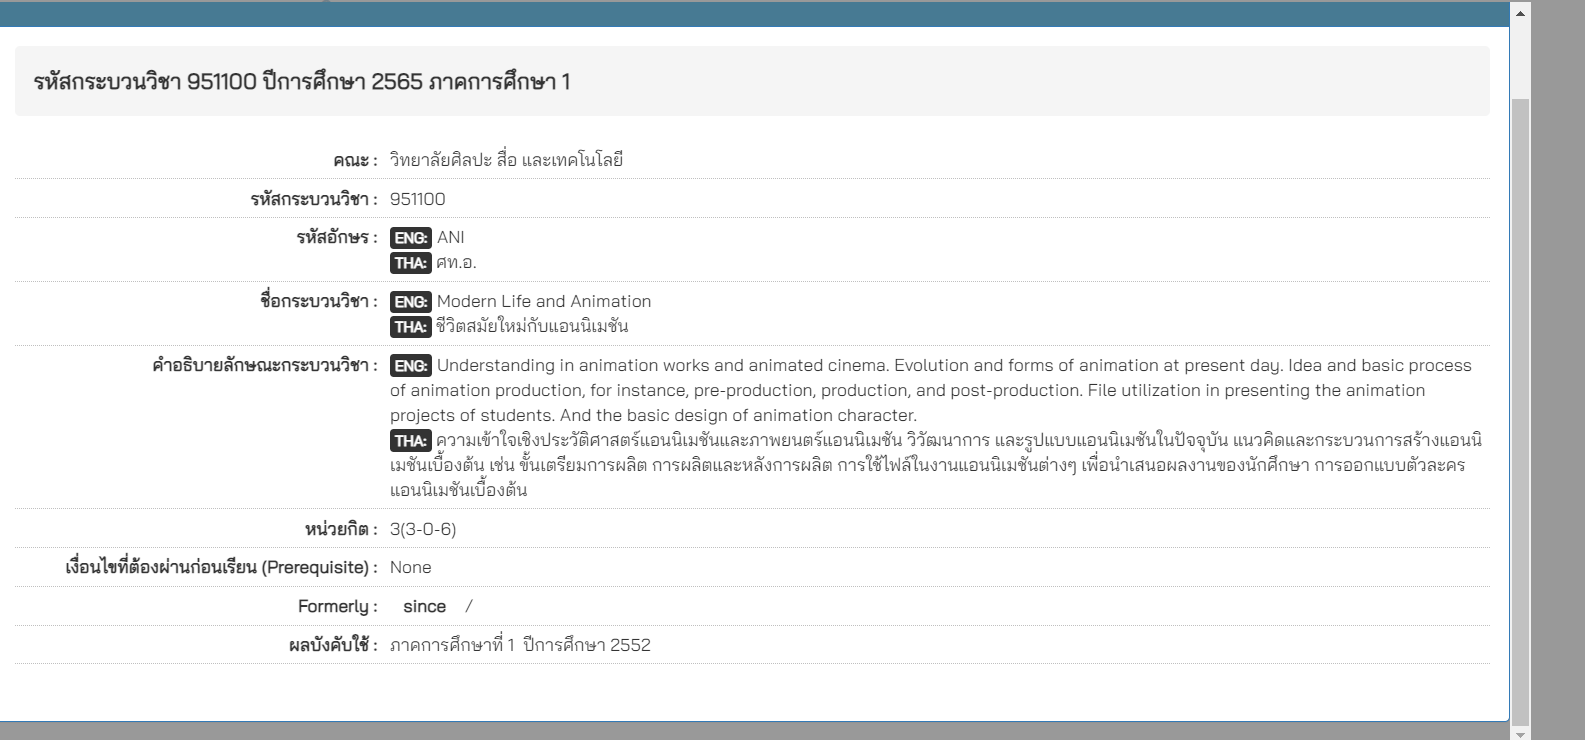 รหัสกระบวนวิชา 951100 ปีการศึกษา 2565 ภาคการศึกษา 1
คณะ : วิทยาลัยศิลปะ สื่อ และเทคโนโลยี
รหัสกระบวนวิชา : 951100
รหัสอักษร : ENG: ANI
THA: ศท.อ.
ชื่อกระบวนวิชา : ENG: Modern Life and Animation
THA: ชีวิตสมัยใหม่กับแอนนิเมชัน
คำอธิบายลักษณะกระบวนวิชา : ENG: Understanding in animation works and animated cinema. Evolution and forms of animation at present day. Idea and basic process
of animation production, for instance, pre-production, production, and post-production. File utilization in presenting the animation
projects of students. And the basic design of animation character.
THA: ความเข้าใจเชิงประวัติศาสตร์แอนนิเมชันและภาพยนตร์แอนนิเมชัน วิวัฒนาการ และรูปแบบแอนนิเมชันในปัจจุบัน แนวคิดและกระบวนการสร้างแอนนิ
เมชันเบื้องต้น เช่น ขั้นเตรียมการผลิต การผลิตและหลังการผลิต การใช้ไฟล์ในงานแอนนิเมชันต่างๆ เพื่อนำเสนอผลงานของนักศึกษา การออกแบบตัวละคร
แอนนิเมชันเบื้องต้น
หน่วยกิต : 3(3-0-6)
เงื่อนไขที่ต้องผ่านก่อนเรียน (Prerequisite) : None
Formerly : since /
ผลบังคับใช้ : ภาคการศึกษาที่ 1 ปีการศึกษา 2552